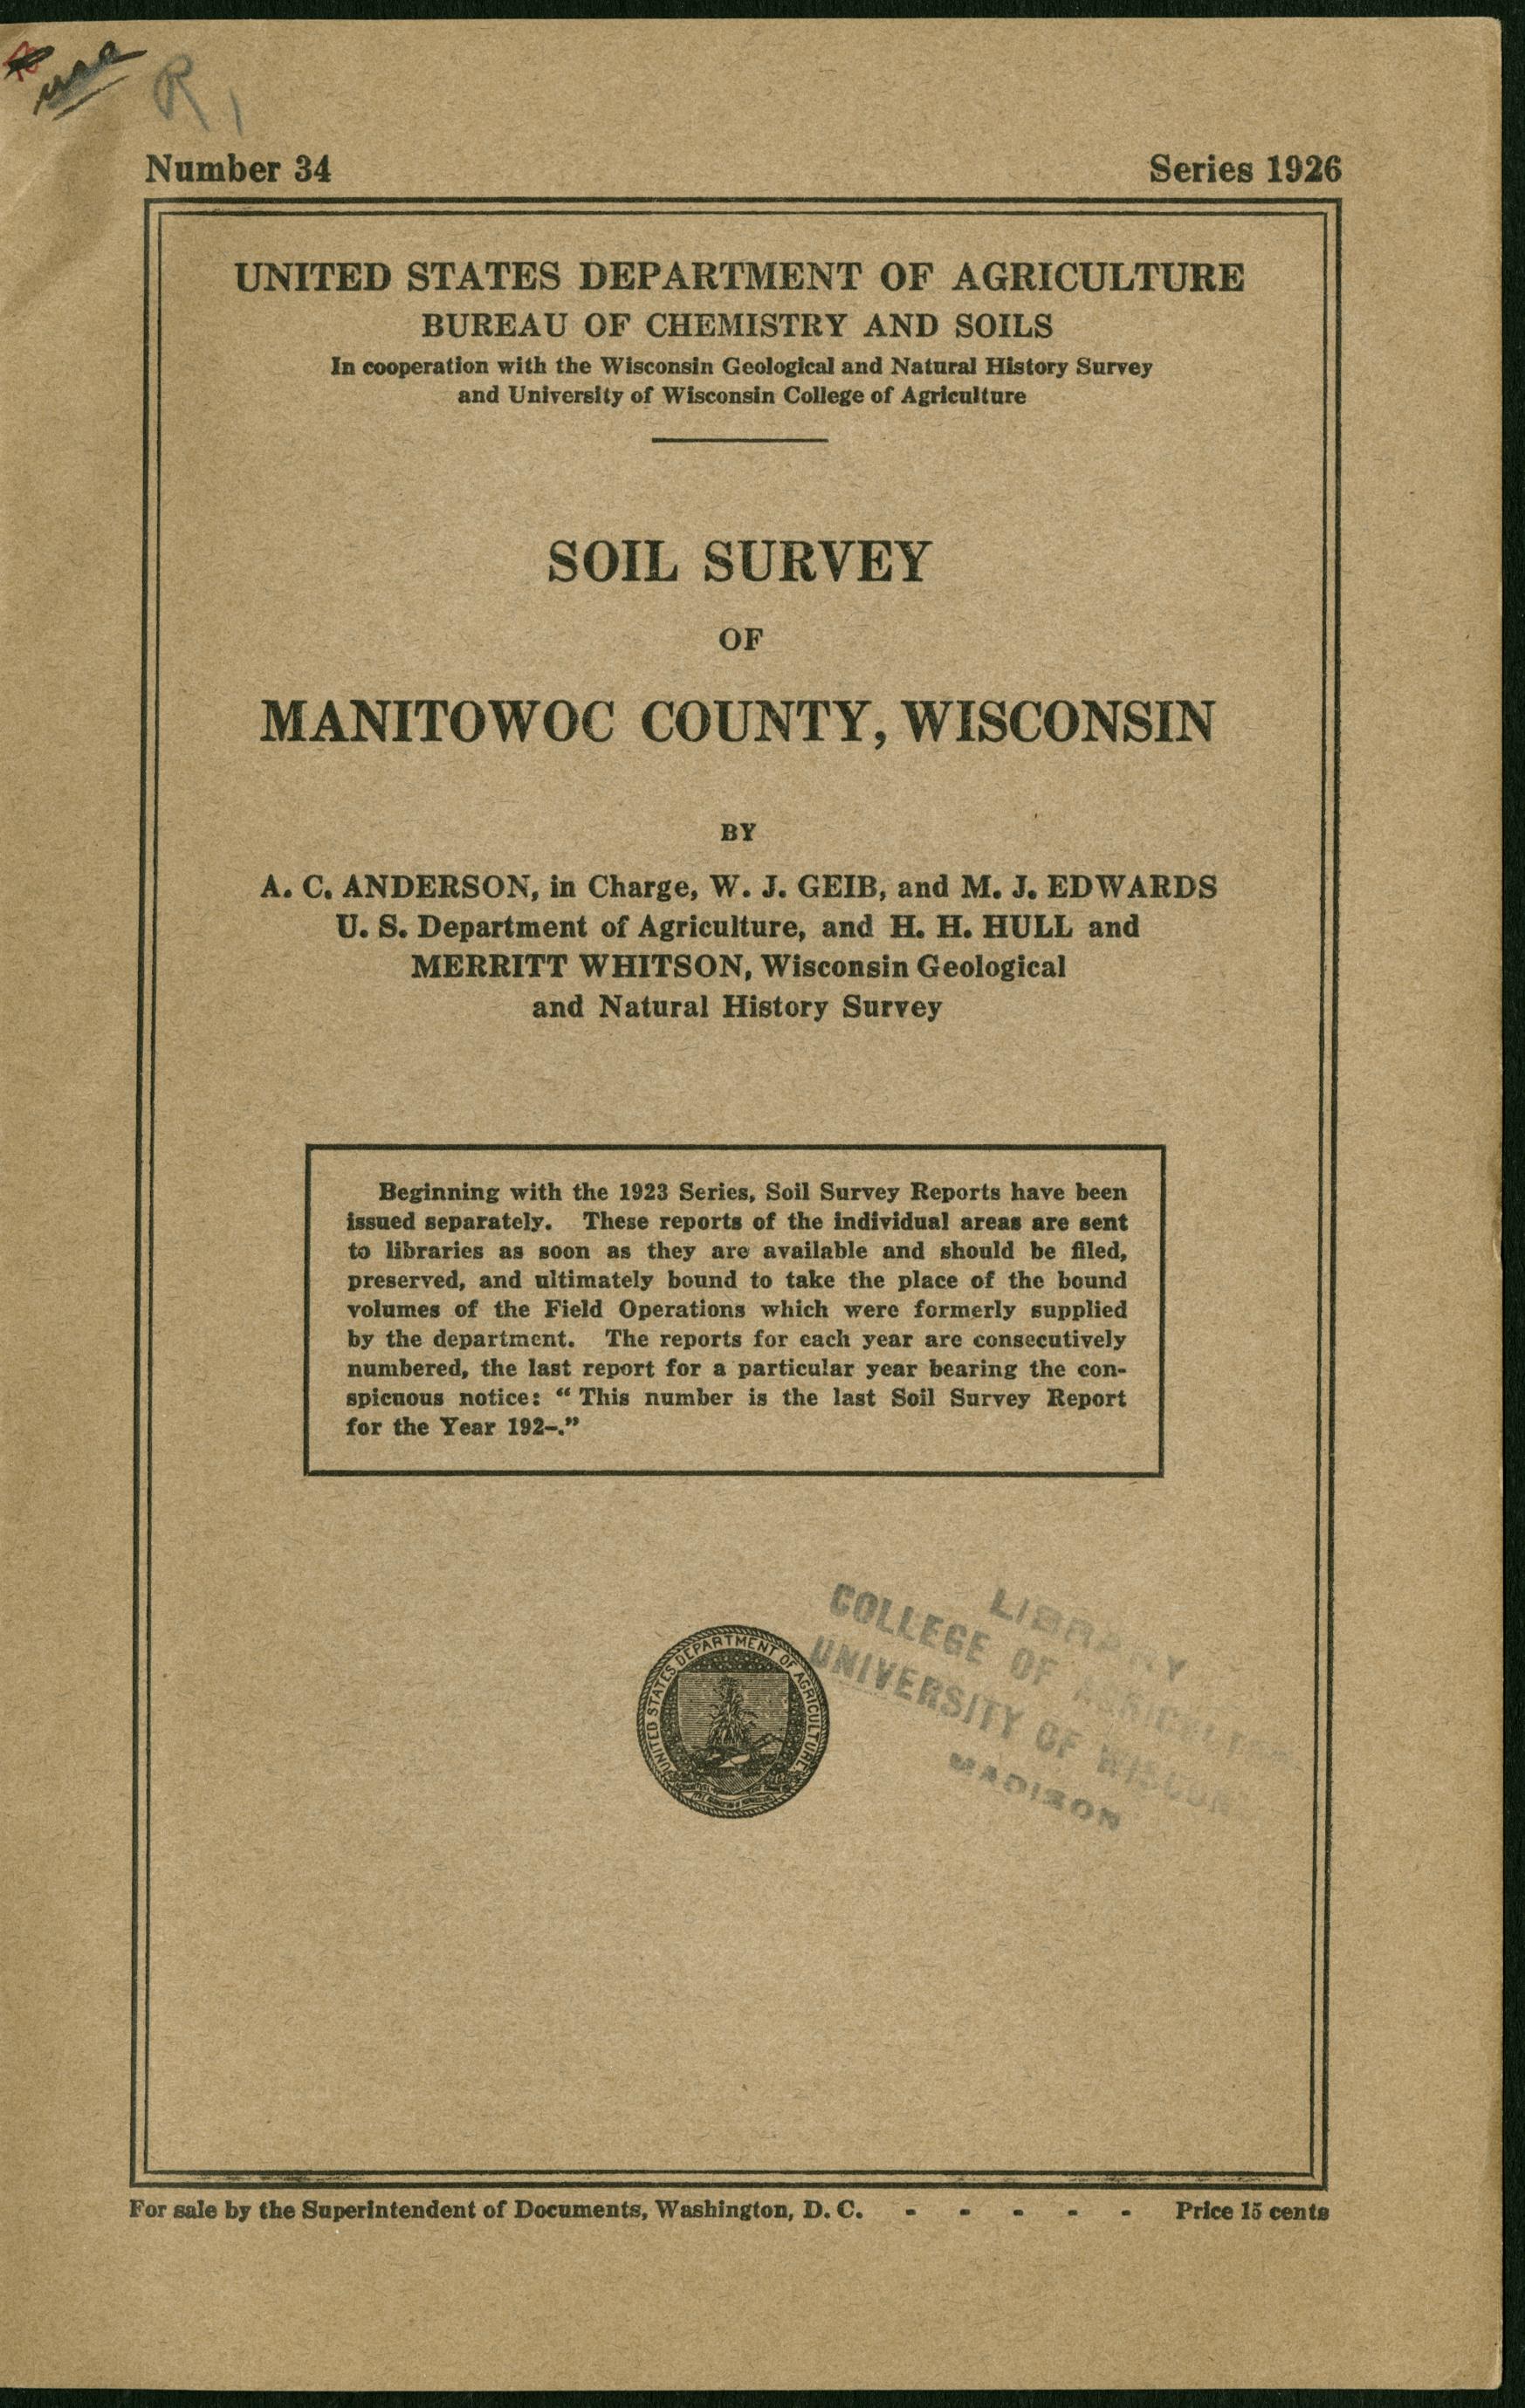 use
R 1
Number 34 Series 1926
UNITED STATES DEPARTMENT OF AGRICULTURE
BUREAU OF CHEMISTRY AND SOILS
In cooperation with the Wisconsin Geological and Natural History Survey
and University of Wisconsin College of Agriculture
SOIL SURVEY
OF
MANITOWOC COUNTY, WISCONSIN
BY
A. C. ANDERSON, in Charge, W. J. GEIB, and M. J. EDWARDS
U. S. Department of Agriculture, and H. H. HULL and
MERRITT WHITSON, Wisconsin Geological
and Natural History Survey
Beginning with the 1923 Series, Soil Survey Reports have been
issued separately. These reports of the individual areas are sent
to libraries as soon as they are available and should be filed,
preserved, and ultimately bound to take the place of the bound
volumes of the Field Operations which were formerly supplied
by the department. The reports for each year are consecutively
numbered, the last report for a particular year bearing the con-
spicuous notice: “This number is the last Soil Survey Report
for the Year 192–.”
UNITED STATES DEPARTMENT OF AGRICULTURE
LIBRARY
COLLEGE OF
UNIVERSITY OF
MADISON
For sale by the Superintendent of Documents, Washington, D. C. - - - - - Price 15 cents